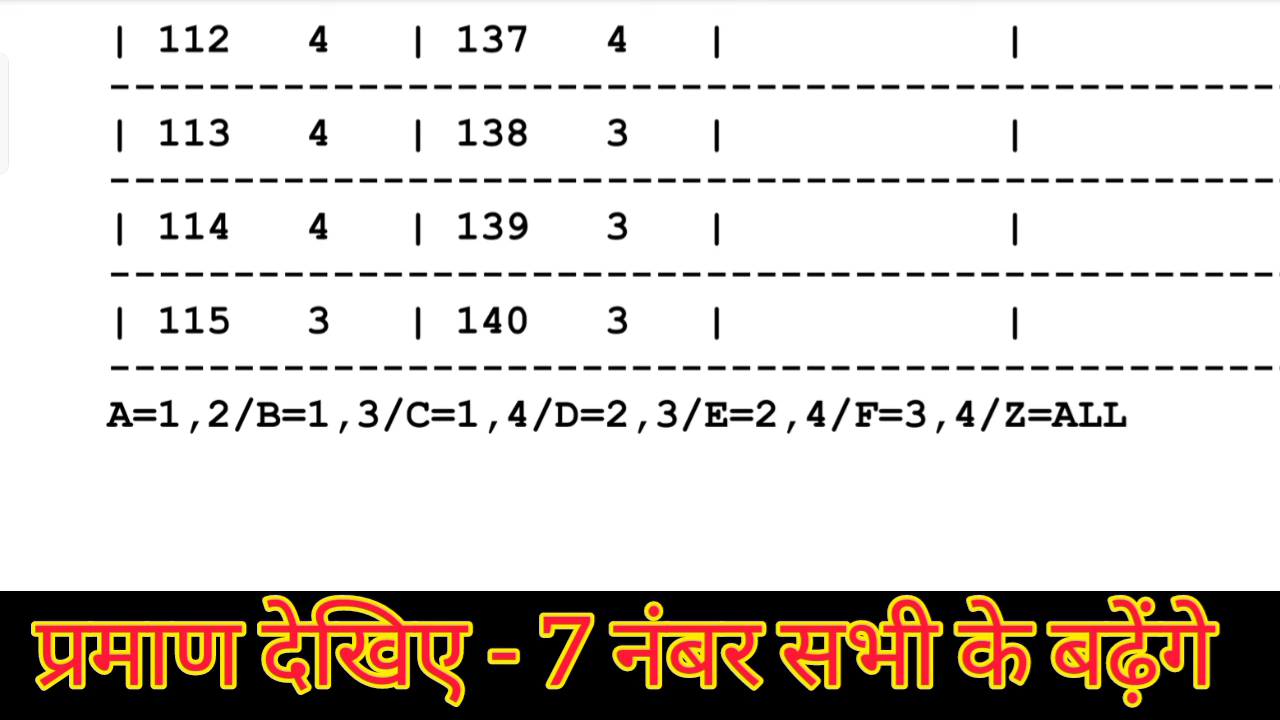 | 112 4 | 137 4 | |
---------------------------------------------
| 113 4 | 138 3 | |
---------------------------------------------
| 114 4 | 139 3 | |
---------------------------------------------
| 115 3 | 140 3 | |
---------------------------------------------
A=1,2/B=1,3/C=1,4/D=2,3/E=2,4/F=3,4/Z=ALL
प्रमाण देखिए - 7 नंबर सभी के बढ़ेंगे